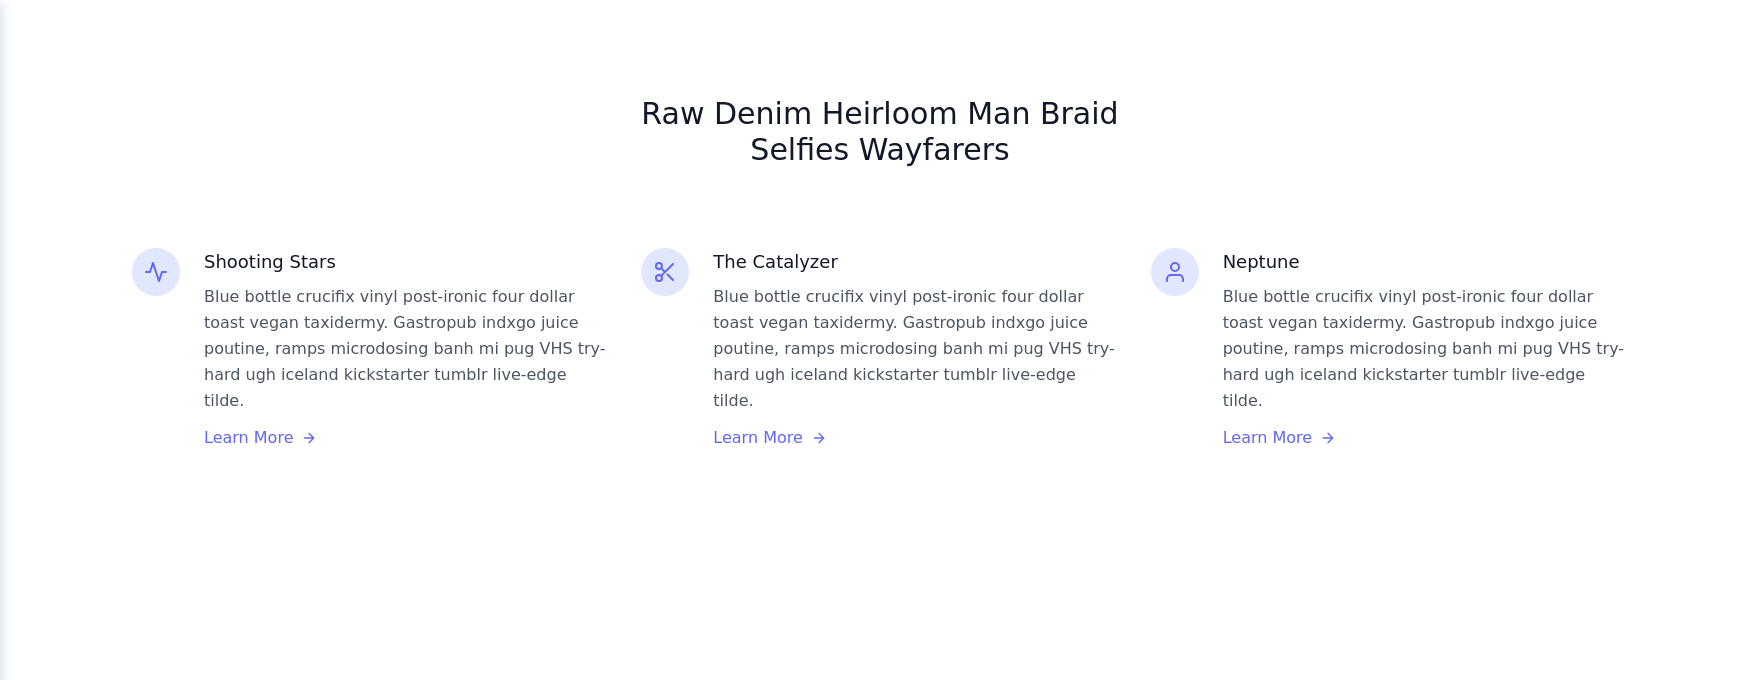 Raw Denim Heirloom Man Braid
Selfies Wayfarers
Shooting Stars
Blue bottle crucifix vinyl post-ironic four dollar
toast vegan taxidermy. Gastropub indxgo juice
poutine, ramps microdosing banh mi pug VHS try-
hard ugh iceland kickstarter tumblr live-edge
tilde.
Learn More
The Catalyzer
Blue bottle crucifix vinyl post-ironic four dollar
toast vegan taxidermy. Gastropub indxgo juice
poutine, ramps microdosing banh mi pug VHS try-
hard ugh iceland kickstarter tumblr live-edge
tilde.
Learn More
Neptune
Blue bottle crucifix vinyl post-ironic four dollar
toast vegan taxidermy. Gastropub indxgo juice
poutine, ramps microdosing banh mi pug VHS try-
hard ugh iceland kickstarter tumblr live-edge
tilde.
Learn More